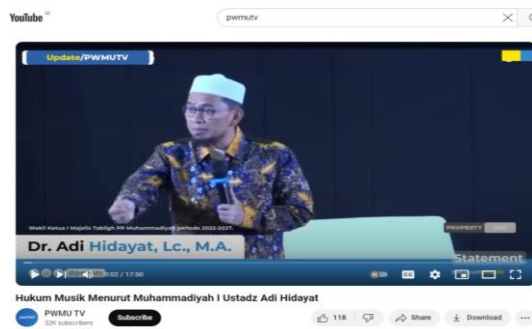 YouTube
pwmutv
Update/PWMUTV
Wakil Ketua I Majelis Tabligh PP Muhammadiyah periode 2022-2027.
PROPERTY
Dr. Adi Hidayat, Lc., M.A.
Statement
0:02 / 17:50
Hukum Musik Menurut Muhammadiyah I Ustadz Adi Hidayat
PWMU TV
32K subscribers
Subscribe
118
Share
Download